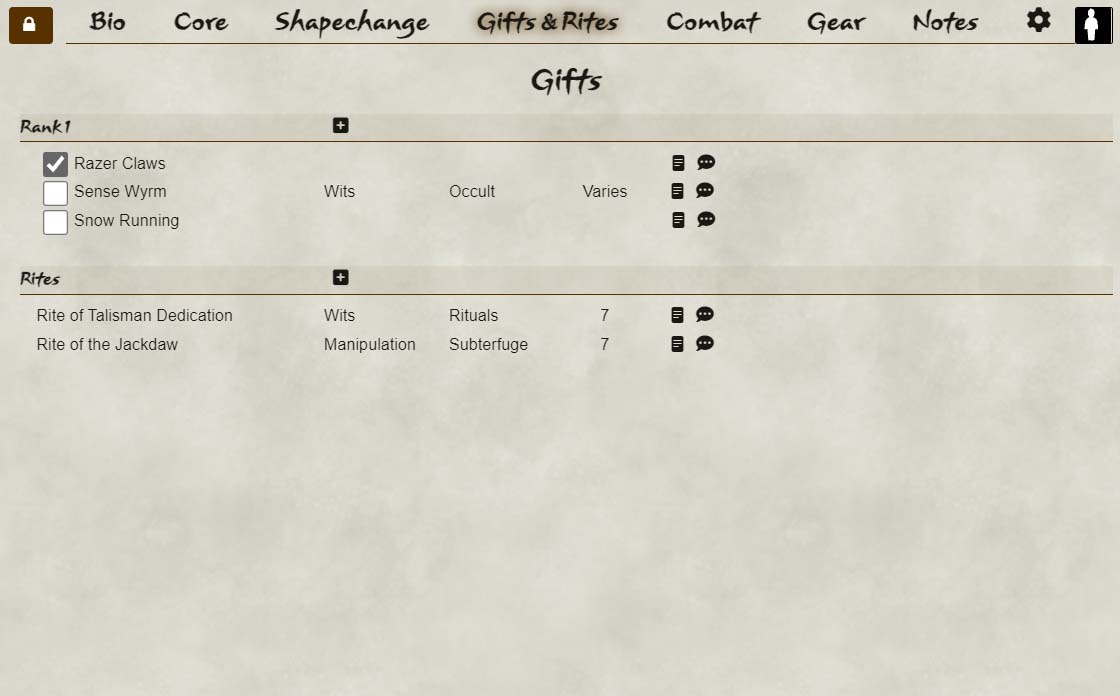 Bio Core Shapechange Gifts & Rites Combat Gear Notes
Gifts
Rank 1
Razer Claws
Sense Wyrm Wits Occult Varies
Snow Running
Rites
Rite of Talisman Dedication Wits Rituals 7
Rite of the Jackdaw Manipulation Subterfuge 7